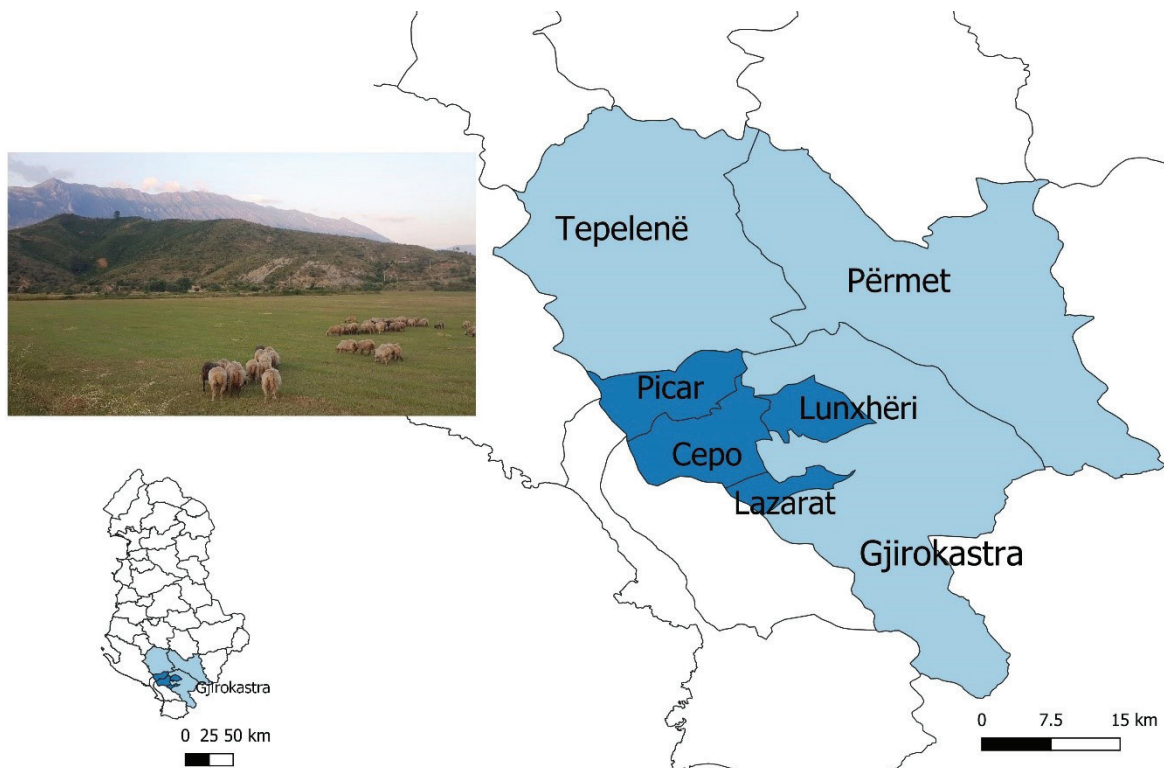 Tepelenë
Përmet
Picar
Lunxhëri
Cepo
Lazarat
Gjirokastra
Gjirokastra
0 25 50 km
0 7.5 15 km